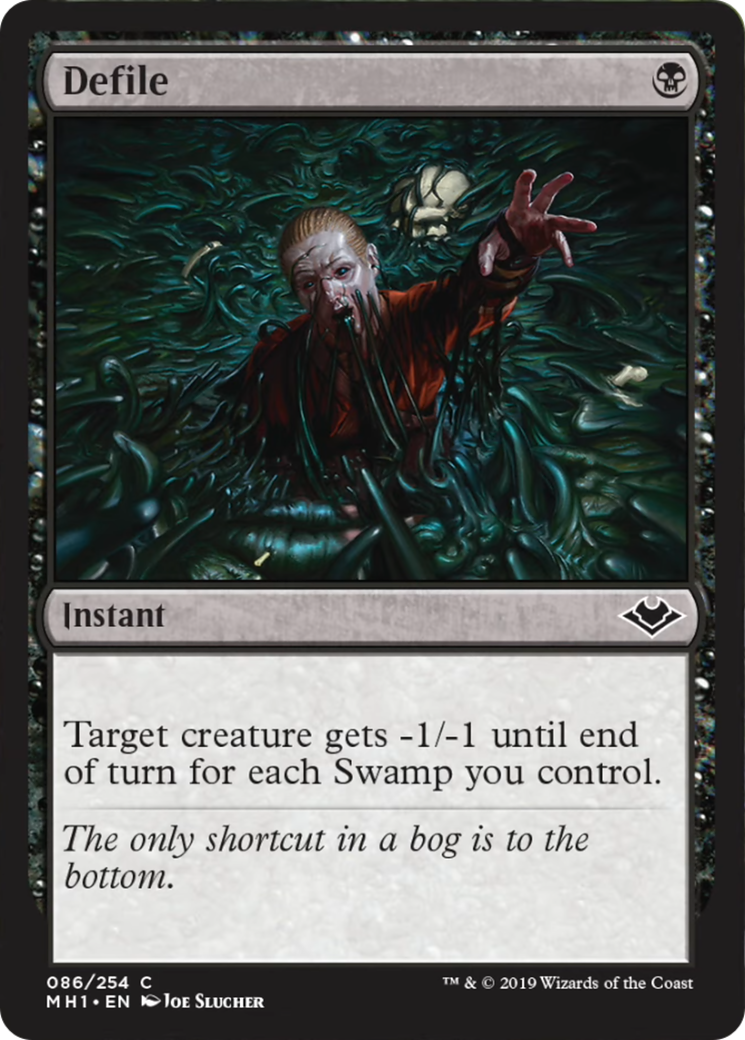 Defile
Instant
Target creature gets -1/-1 until end
of turn for each Swamp you control.
The only shortcut in a bog is to the
bottom.
086/254 C
MH1 • EN Joe Slucher
™ & © 2019 Wizards of the Coast